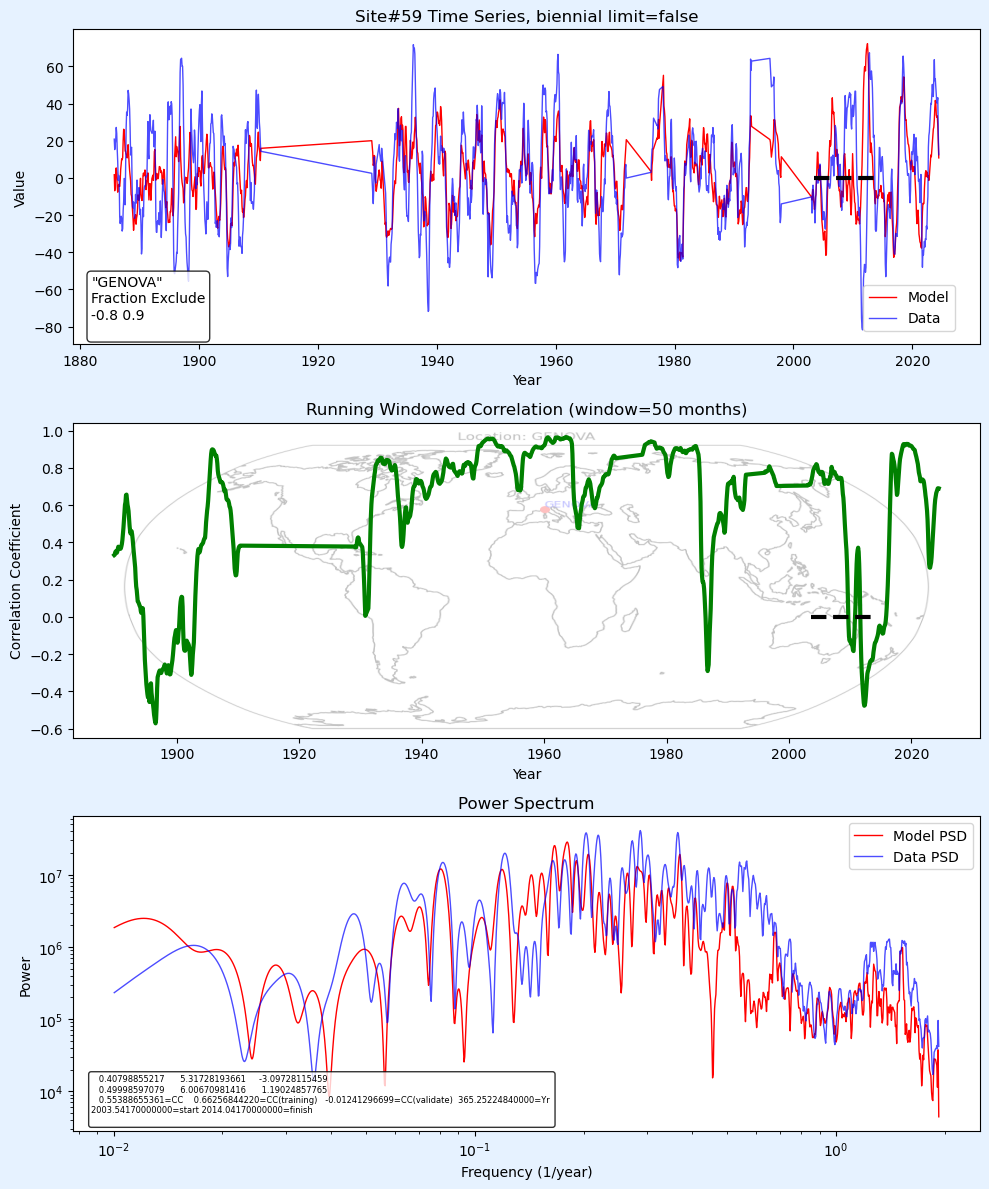 Site#59 Time Series, biennial limit=false
Value
60
40
20
0
−20
−40
−60
−80
"GENOVA"
Fraction Exclude
-0.8 0.9
Model
Data
1880 1900 1920 1940 1960 1980 2000 2020
Year
Running Windowed Correlation (window=50 months)
Location: GENOVA
GENOVA
Correlation Coefficient
1.0
0.8
0.6
0.4
0.2
0.0
−0.2
−0.4
−0.6
1900 1920 1940 1960 1980 2000 2020
Year
Power Spectrum
Model PSD
Data PSD
Power
10⁷
10⁶
10⁵
10⁴
0.40798855217 5.31728193661 -3.09728115459
0.49998597079 6.00670981416 1.19024857765
0.55388655361=CC 0.66256844220=CC(training) -0.01241296699=CC(validate) 365.25224840000=Yr
2003.54170000000=start 2014.04170000000=finish
10⁻² 10⁻¹ 10⁰
Frequency (1/year)